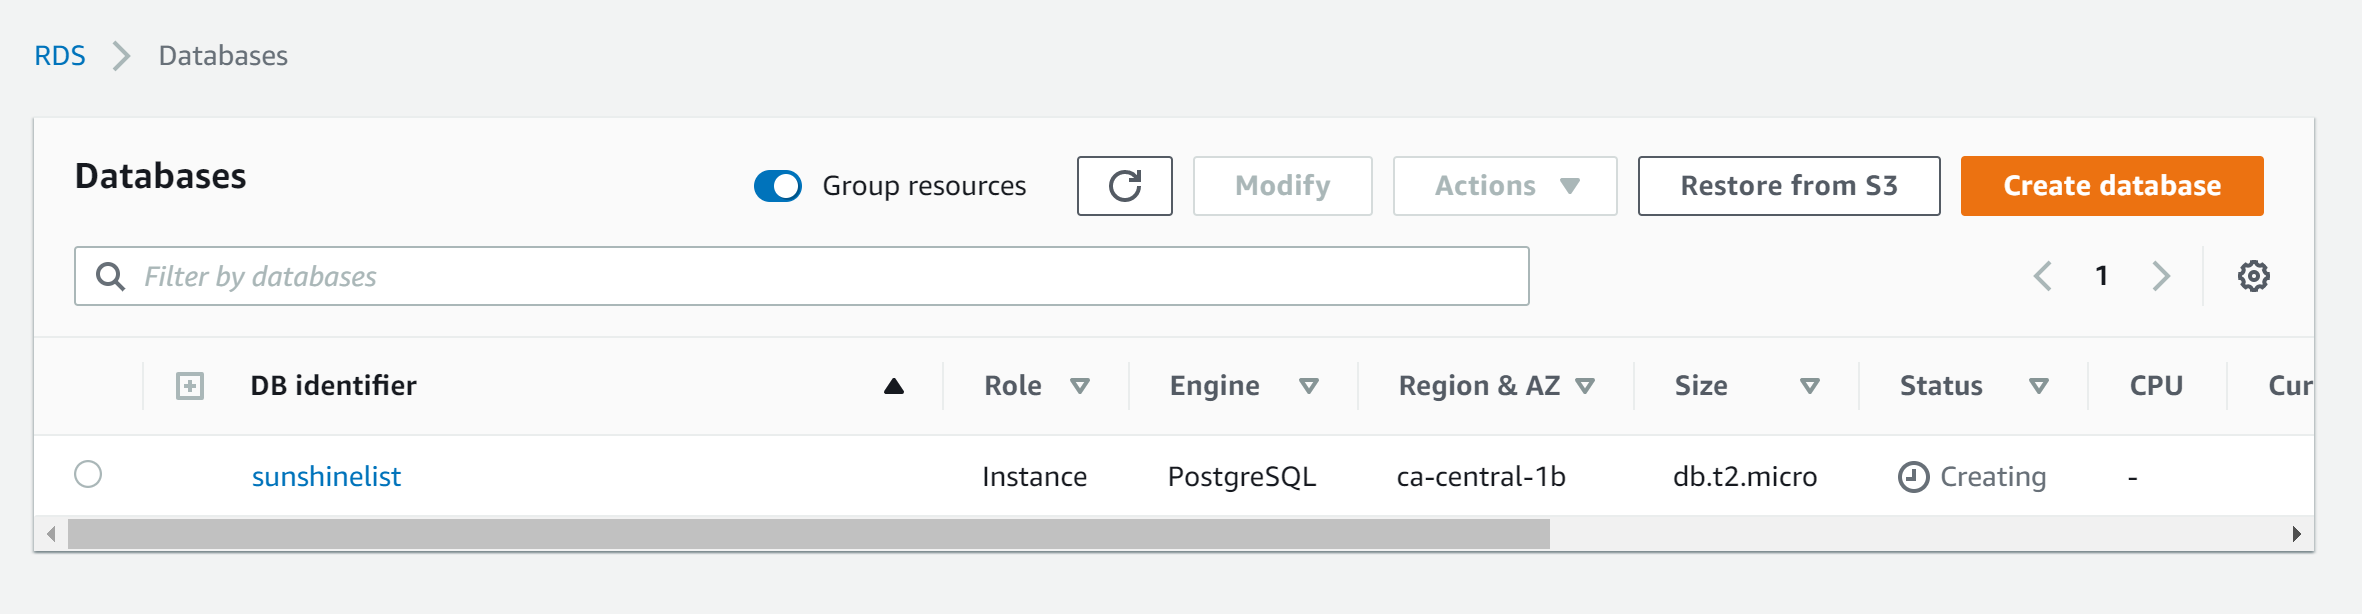 RDS Databases
Databases Group resources Modify Actions Restore from S3 Create database
Filter by databases 1
DB identifier Role Engine Region & AZ Size Status CPU Cur
sunshinelist Instance PostgreSQL ca-central-1b db.t2.micro Creating -